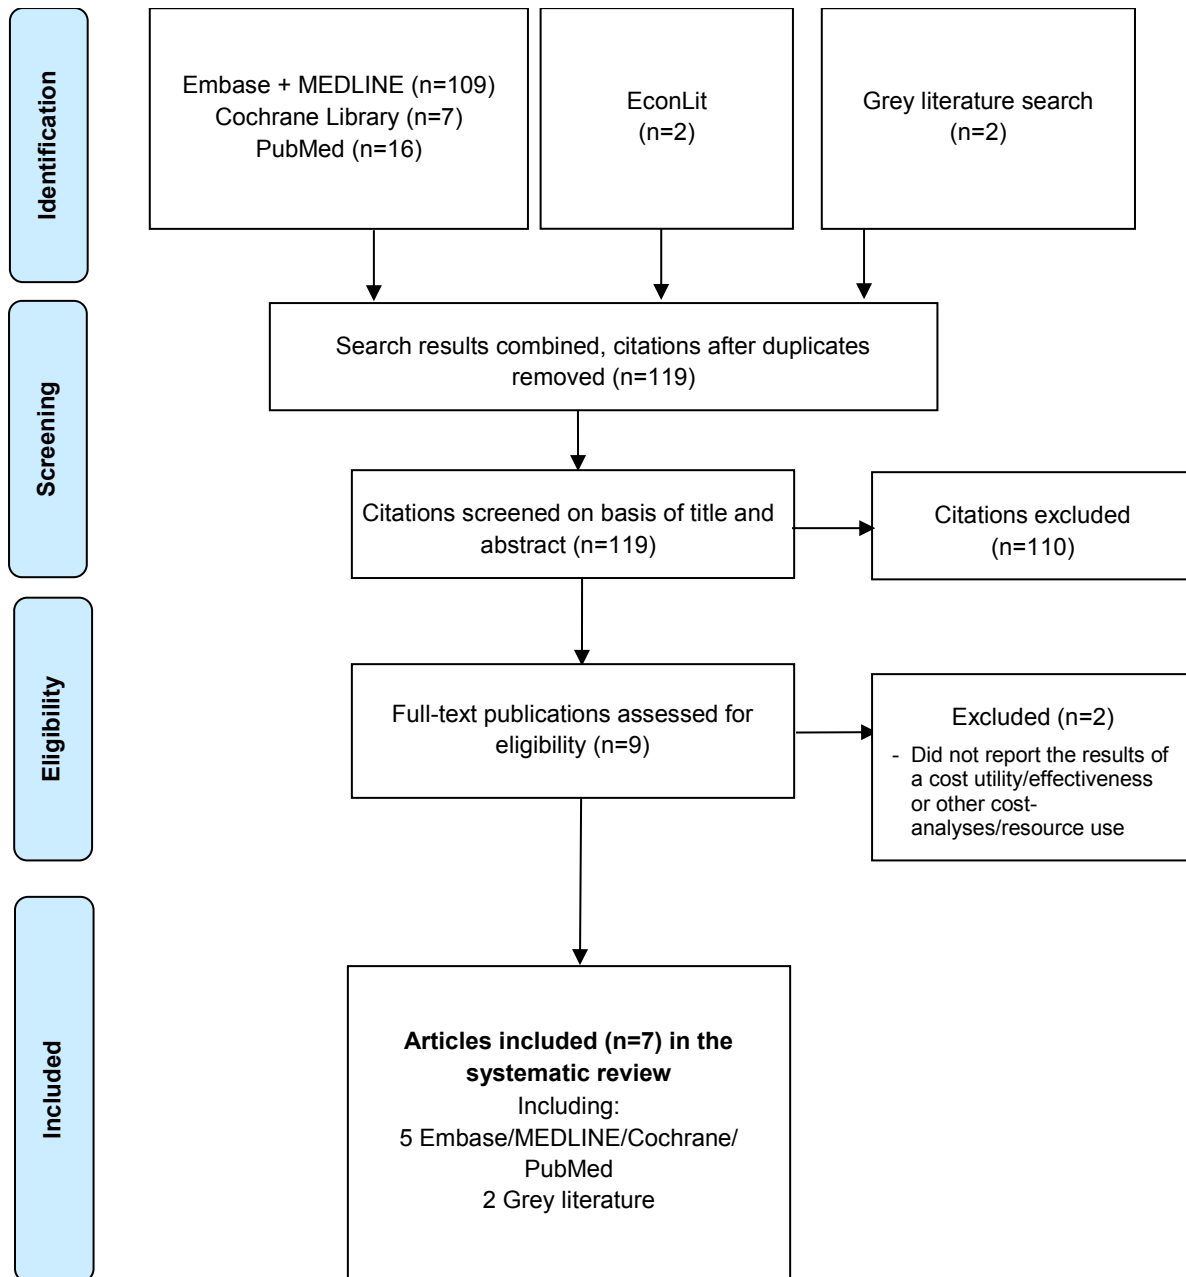 Identification
Embase + MEDLINE (n=109)
Cochrane Library (n=7)
PubMed (n=16)
EconLit
(n=2)
Grey literature search
(n=2)
Screening
Search results combined, citations after duplicates
removed (n=119)
Citations screened on basis of title and
abstract (n=119)
Citations excluded
(n=110)
Eligibility
Full-text publications assessed for
eligibility (n=9)
Excluded (n=2)
- Did not report the results of
a cost utility/effectiveness
or other cost-
analyses/resource use
Included
Articles included (n=7) in the
systematic review
Including:
5 Embase/MEDLINE/Cochrane/
PubMed
2 Grey literature